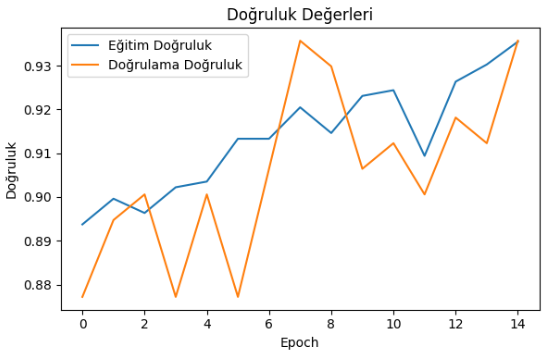 Doğruluk Değerleri
Eğitim Doğruluk
Doğrulama Doğruluk
Doğruluk
0.93
0.92
0.91
0.90
0.89
0.88
0 2 4 6 8 10 12 14
Epoch